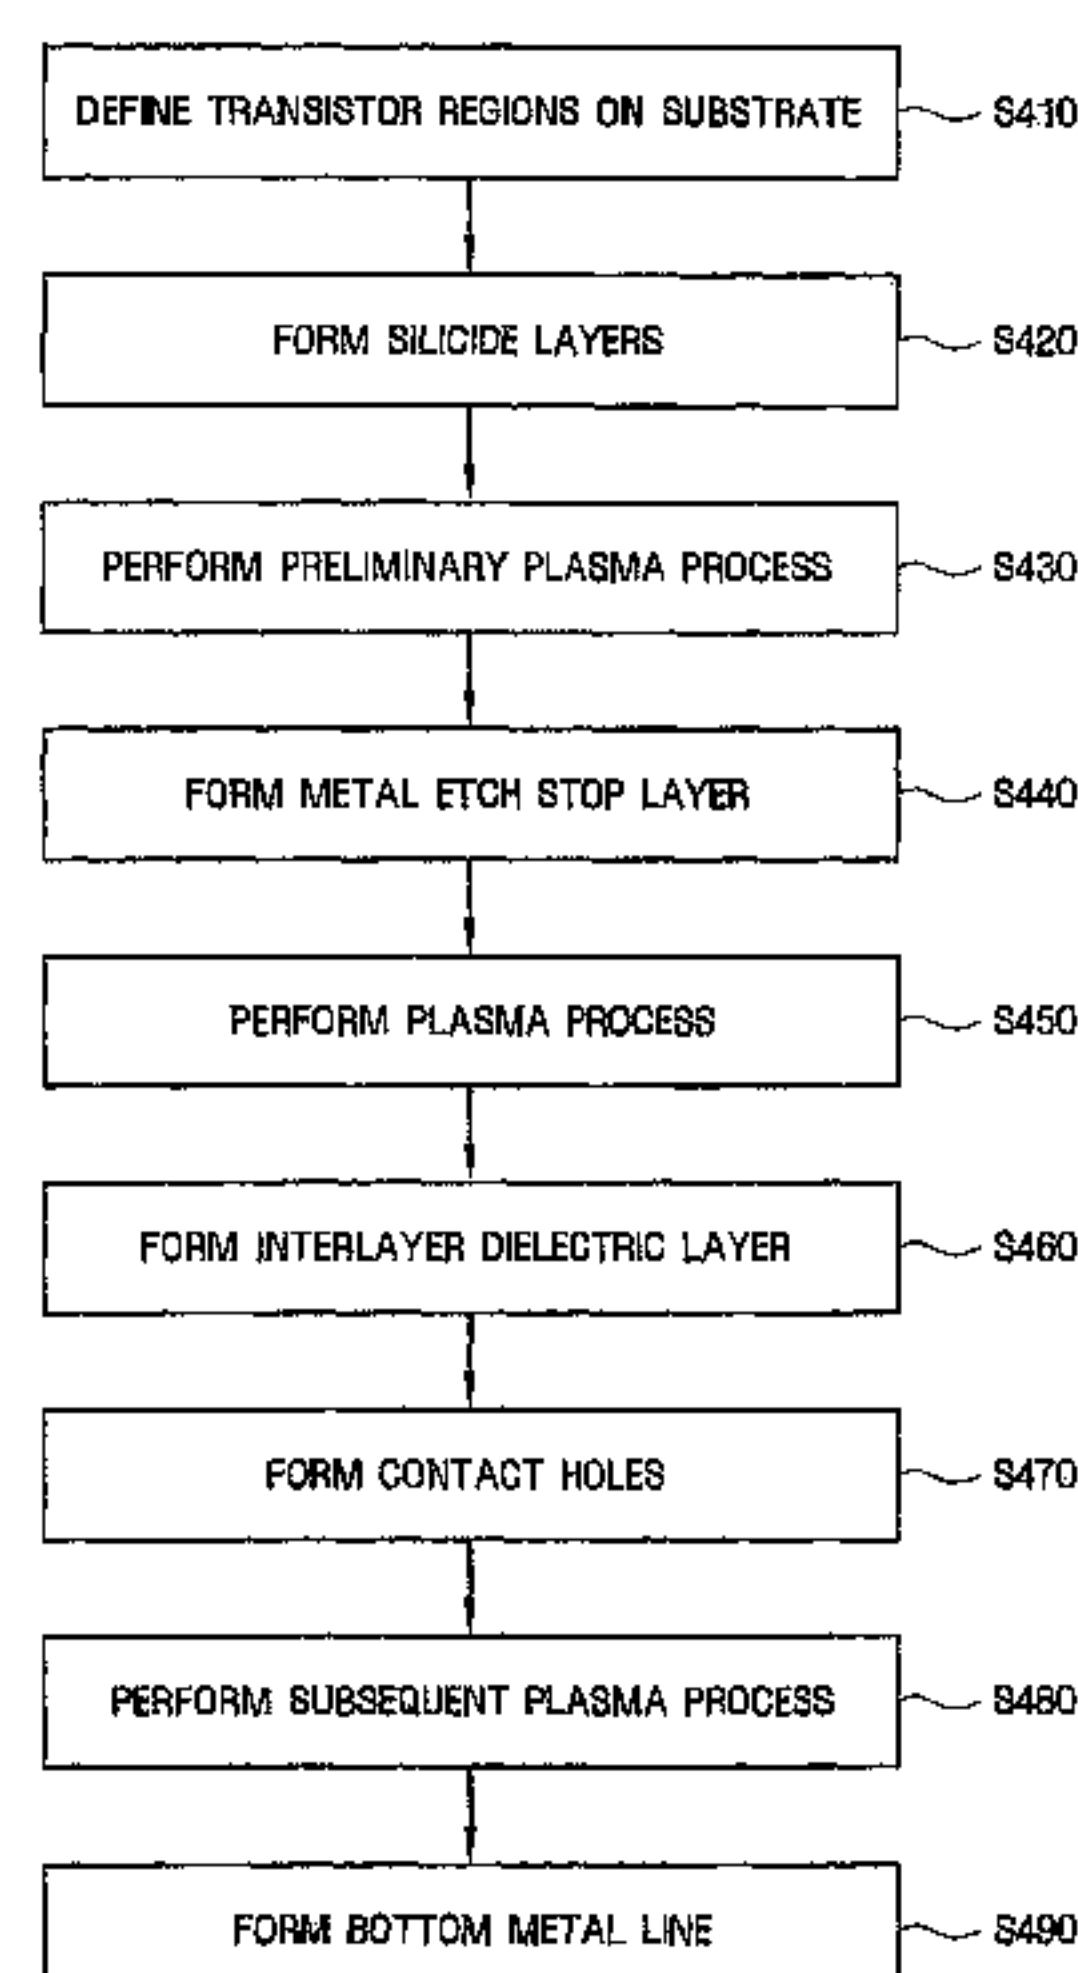 DEFINE TRANSISTOR REGIONS ON SUBSTRATE S410
FORM SILICIDE LAYERS S420
PERFORM PRELIMINARY PLASMA PROCESS S430
FORM METAL ETCH STOP LAYER S440
PERFORM PLASMA PROCESS S450
FORM INTERLAYER DIELECTRIC LAYER S460
FORM CONTACT HOLES S470
PERFORM SUBSEQUENT PLASMA PROCESS S480
FORM BOTTOM METAL LINE S490